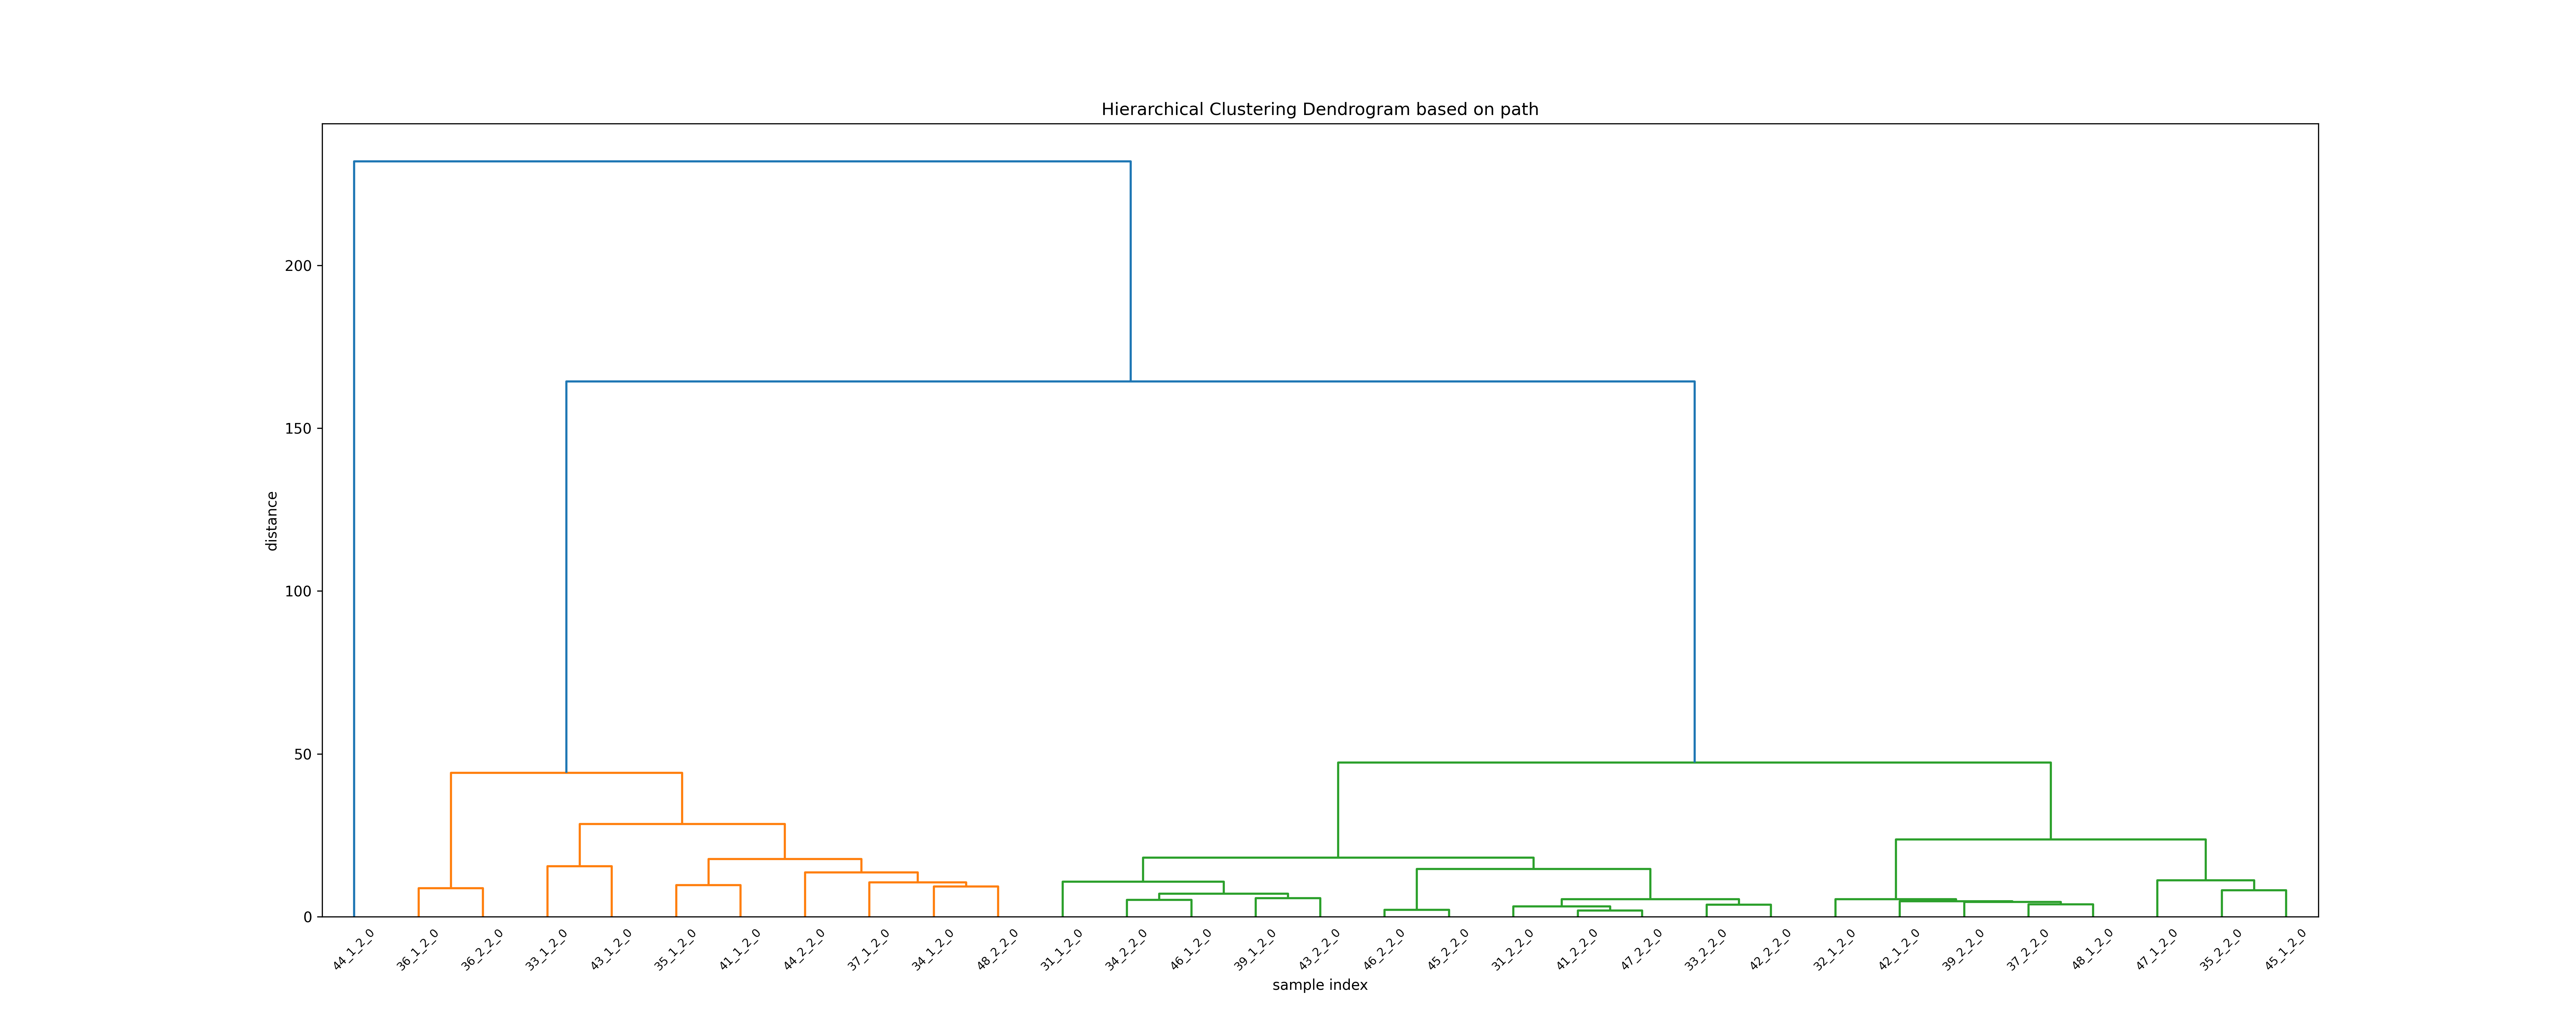 Hierarchical Clustering Dendrogram based on path
distance
200
150
100
50
0
44_1_2_0 36_1_2_0 36_2_2_0 33_1_2_0 43_1_2_0 35_1_2_0 41_1_2_0 44_2_2_0 37_1_2_0 34_1_2_0 48_2_2_0 31_1_2_0 34_2_2_0 46_1_2_0 39_1_2_0 43_2_2_0 46_2_2_0 45_2_2_0 31_2_2_0 41_2_2_0 47_2_2_0 33_2_2_0 42_2_2_0 32_1_2_0 42_1_2_0 39_2_2_0 37_2_2_0 48_1_2_0 47_1_2_0 35_2_2_0 45_1_2_0
sample index